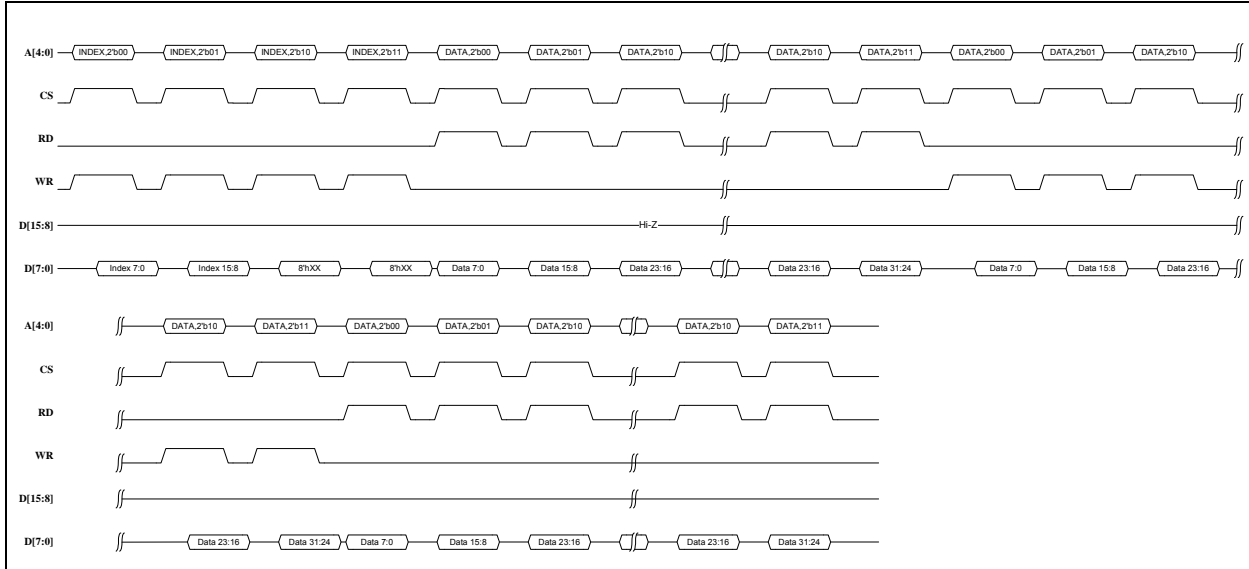 A[4:0] INDEX,2'b00 INDEX,2'b01 INDEX,2'b10 INDEX,2'b11 DATA,2'b00 DATA,2'b01 DATA,2'b10 DATA,2'b10 DATA,2'b11 DATA,2'b00 DATA,2'b01 DATA,2'b10
CS
RD
WR
D[15:8] Hi-Z
D[7:0] Index 7:0 Index 15:8 8'hXX 8'hXX Data 7:0 Data 15:8 Data 23:16 Data 23:16 Data 31:24 Data 7:0 Data 15:8 Data 23:16
A[4:0] DATA,2'b10 DATA,2'b11 DATA,2'b00 DATA,2'b01 DATA,2'b10 DATA,2'b10 DATA,2'b11
CS
RD
WR
D[15:8]
D[7:0] Data 23:16 Data 31:24 Data 7:0 Data 15:8 Data 23:16 Data 23:16 Data 31:24